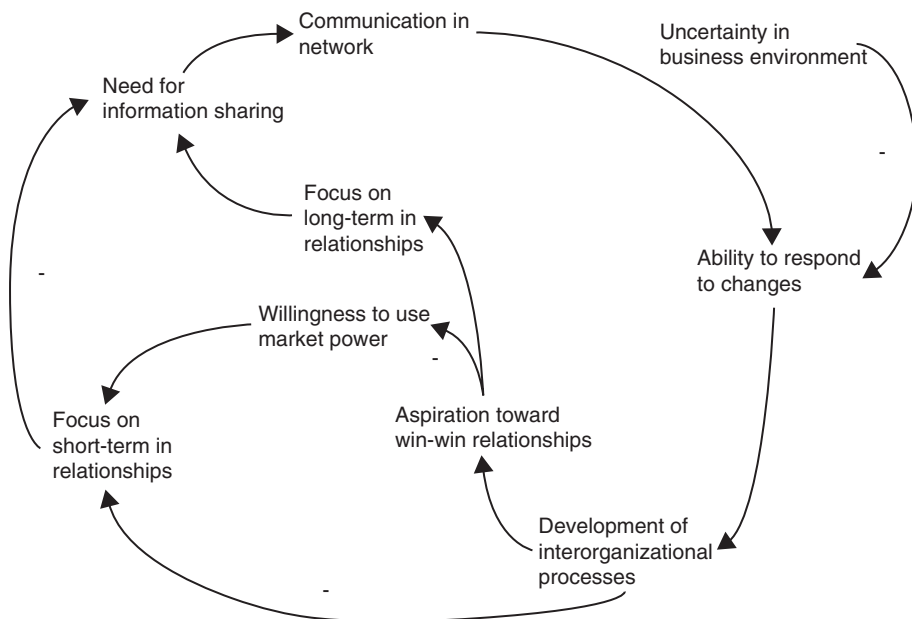 Communication in
network
Uncertainty in
business environment
Need for
information sharing
-
Focus on
long-term in
relationships
Ability to respond
to changes
-
Willingness to use
market power
-
Focus on
short-term in
relationships
Aspiration toward
win-win relationships
Development of
interorganizational
processes
-